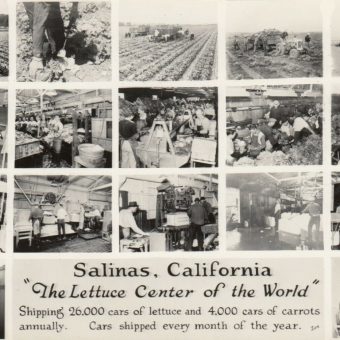 Salinas, California
"The Lettuce Center of the World"
Shipping 26,000 cars of lettuce and 4,000 cars of carrots
annually. Cars shipped every month of the year.